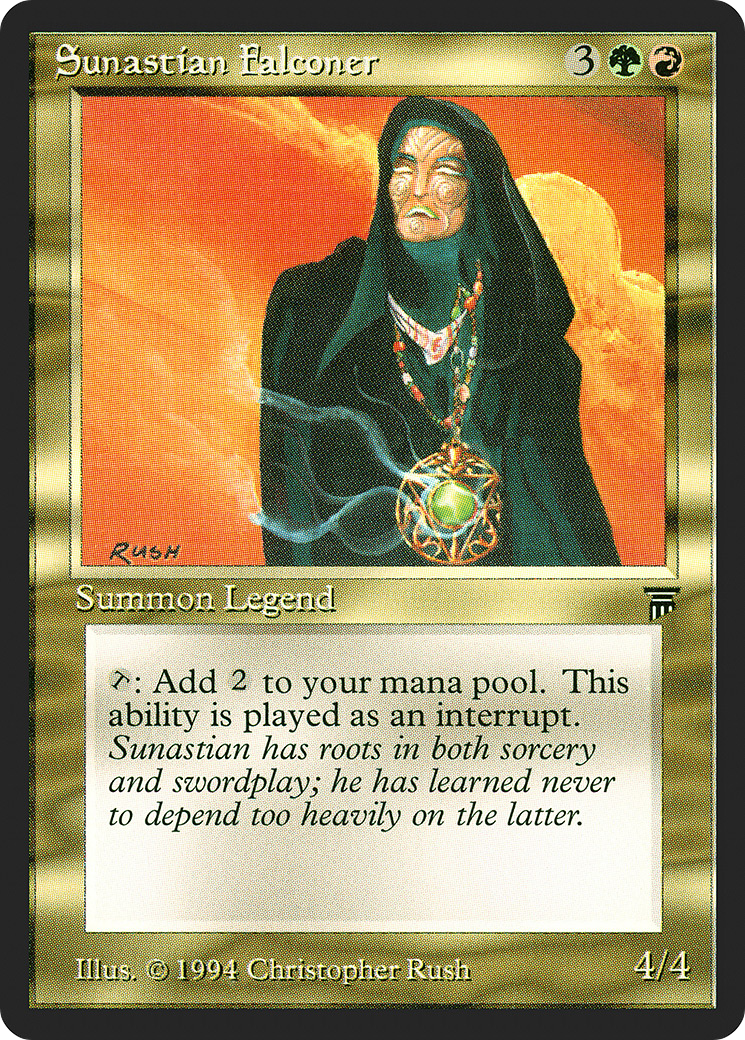 Sunastian Falconer 3
RUSH
Summon Legend
T: Add 2 to your mana pool. This
ability is played as an interrupt.
Sunastian has roots in both sorcery
and swordplay; he has learned never
to depend too heavily on the latter.
Illus. © 1994 Christopher Rush 4/4